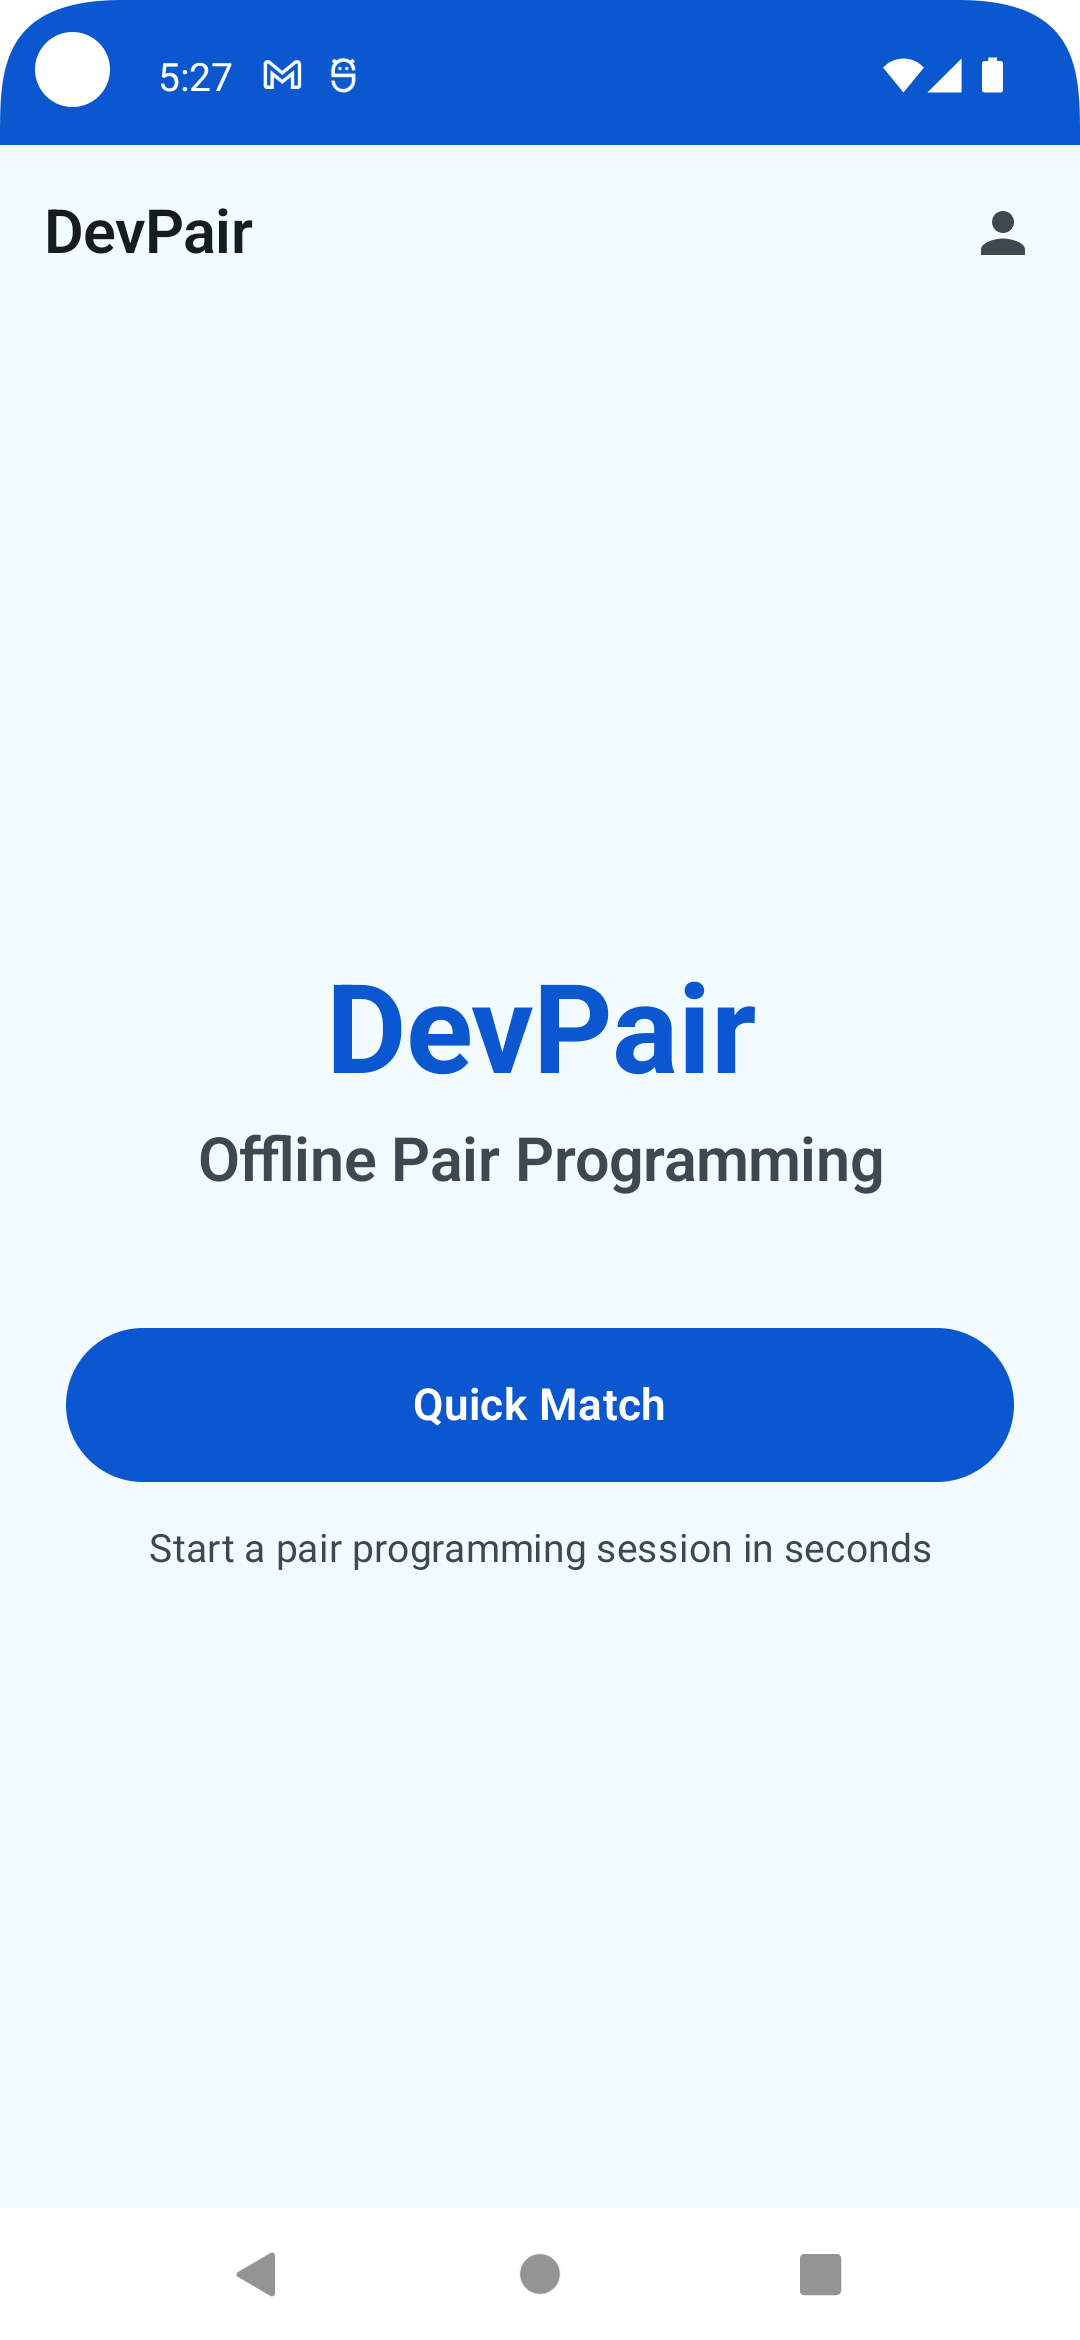 5:27
DevPair
DevPair
Offline Pair Programming
Quick Match
Start a pair programming session in seconds